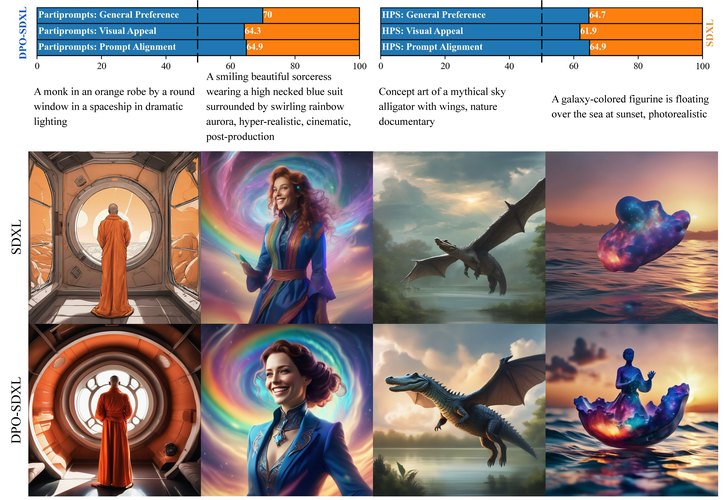 DPO-SDXL
Partiprompts: General Preference 70
Partiprompts: Visual Appeal 64.3
Partiprompts: Prompt Alignment 64.9
0 20 40 60 80 100
HPS: General Preference 64.7
HPS: Visual Appeal 61.9
HPS: Prompt Alignment 64.9
0 20 40 60 80 100
SDXL
A monk in an orange robe by a round
window in a spaceship in dramatic
lighting
A smiling beautiful sorceress
wearing a high necked blue suit
surrounded by swirling rainbow
aurora, hyper-realistic, cinematic,
post-production
Concept art of a mythical sky
alligator with wings, nature
documentary
A galaxy-colored figurine is floating
over the sea at sunset, photorealistic
SDXL
DPO-SDXL